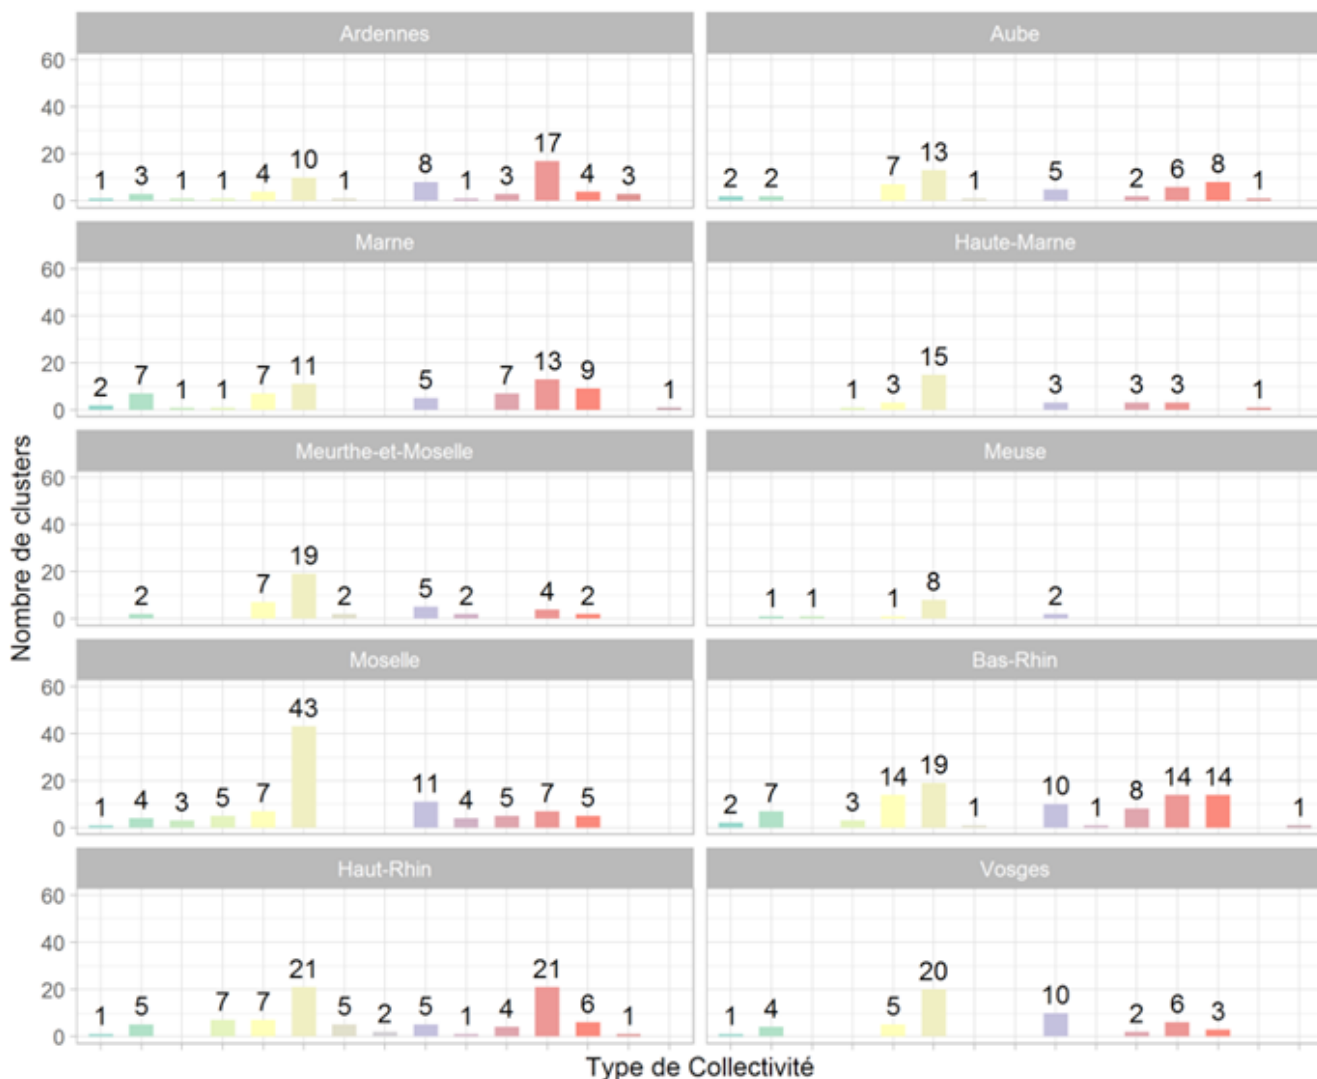 Ardennes
Aube
60
40
20
0
1 3 1 1 4 10 1 8 1 3 17 4 3
2 2 7 13 1 5 2 6 8 1
Marne
Haute-Marne
60
40
20
0
2 7 1 1 7 11 5 7 13 9 1
1 3 15 3 3 3 1
Meurthe-et-Moselle
Meuse
60
40
20
0
2 7 19 2 5 2 4 2
1 1 1 8 2
Moselle
Bas-Rhin
60
40
20
0
1 4 3 5 7 43 11 4 5 7 5
2 7 3 14 19 1 10 1 8 14 14 1
Haut-Rhin
Vosges
60
40
20
0
1 5 7 7 21 5 2 5 1 4 21 6 1
1 4 5 20 10 2 6 3
Nombre de clusters
Type de Collectivité